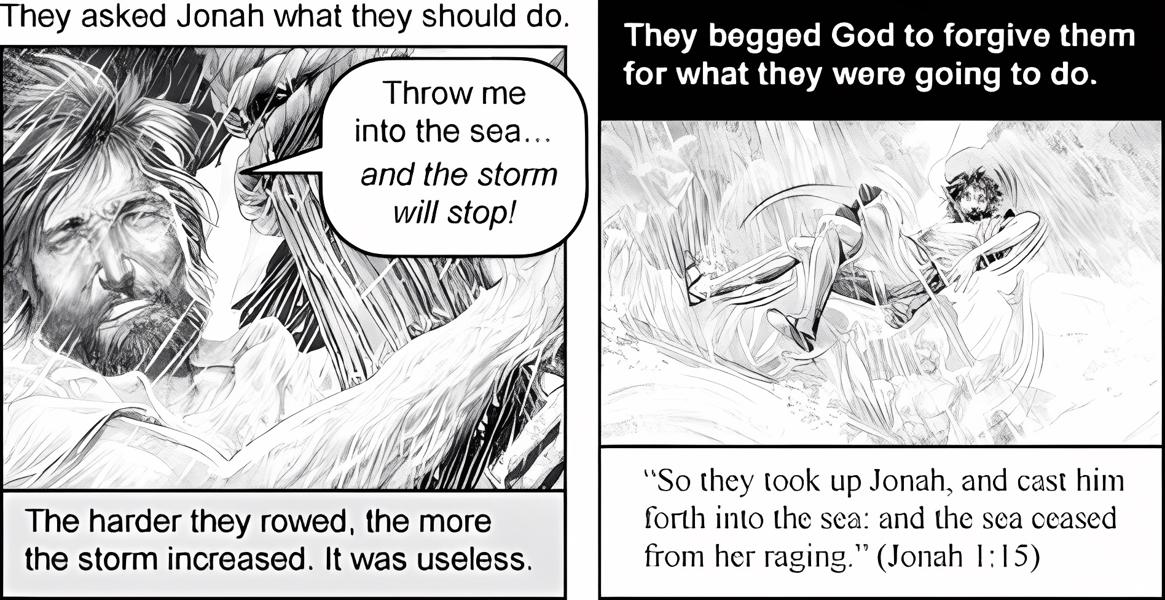 They asked Jonah what they should do.
Throw me
into the sea...
and the storm
will stop!
The harder they rowed, the more
the storm increased. It was useless.
They begged God to forgive them
for what they were going to do.
“So they took up Jonah, and cast him
forth into the sea: and the sea ceased
from her raging.” (Jonah 1:15)